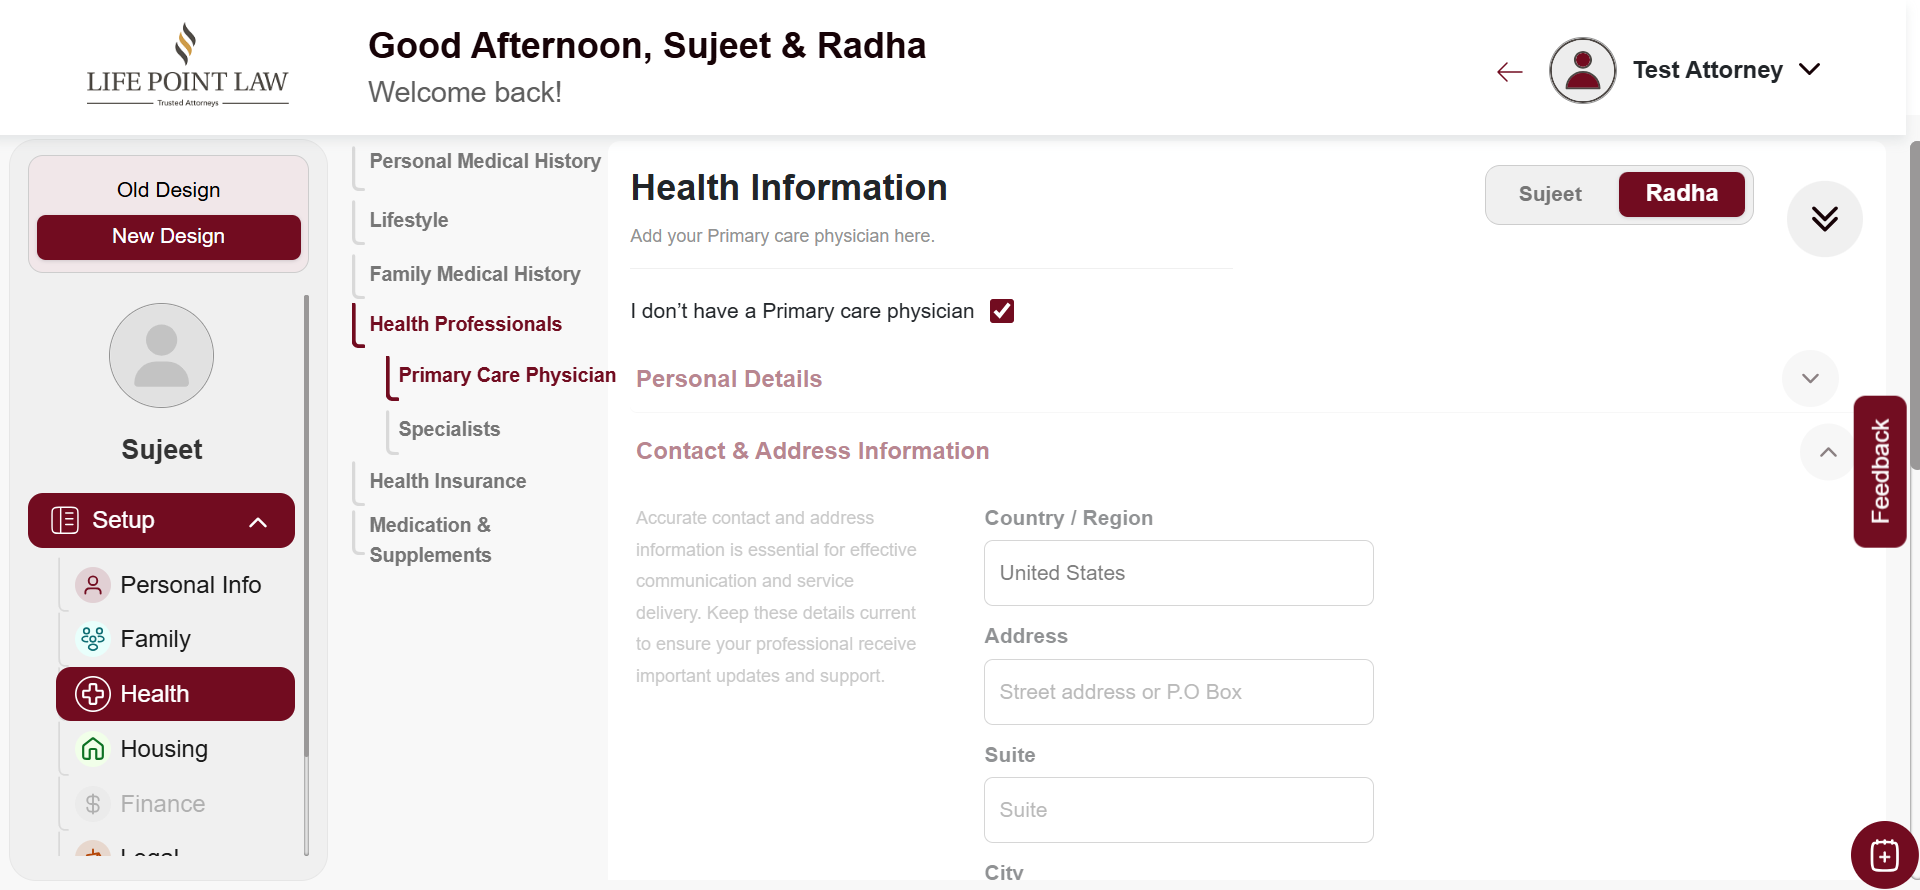 LIFE POINT LAW
Trusted Attorneys
Good Afternoon, Sujeet & Radha
Welcome back!
Test Attorney
Old Design
New Design
Sujeet
Setup
Personal Info
Family
Health
Housing
Finance
Legal
Personal Medical History
Lifestyle
Family Medical History
Health Professionals
Primary Care Physician
Specialists
Health Insurance
Medication &
Supplements
Health Information
Add your Primary care physician here.
Sujeet
Radha
I don’t have a Primary care physician
Personal Details
Contact & Address Information
Accurate contact and address
information is essential for effective
communication and service
delivery. Keep these details current
to ensure your professional receive
important updates and support.
Country / Region
United States
Address
Street address or P.O Box
Suite
Suite
City
Feedback